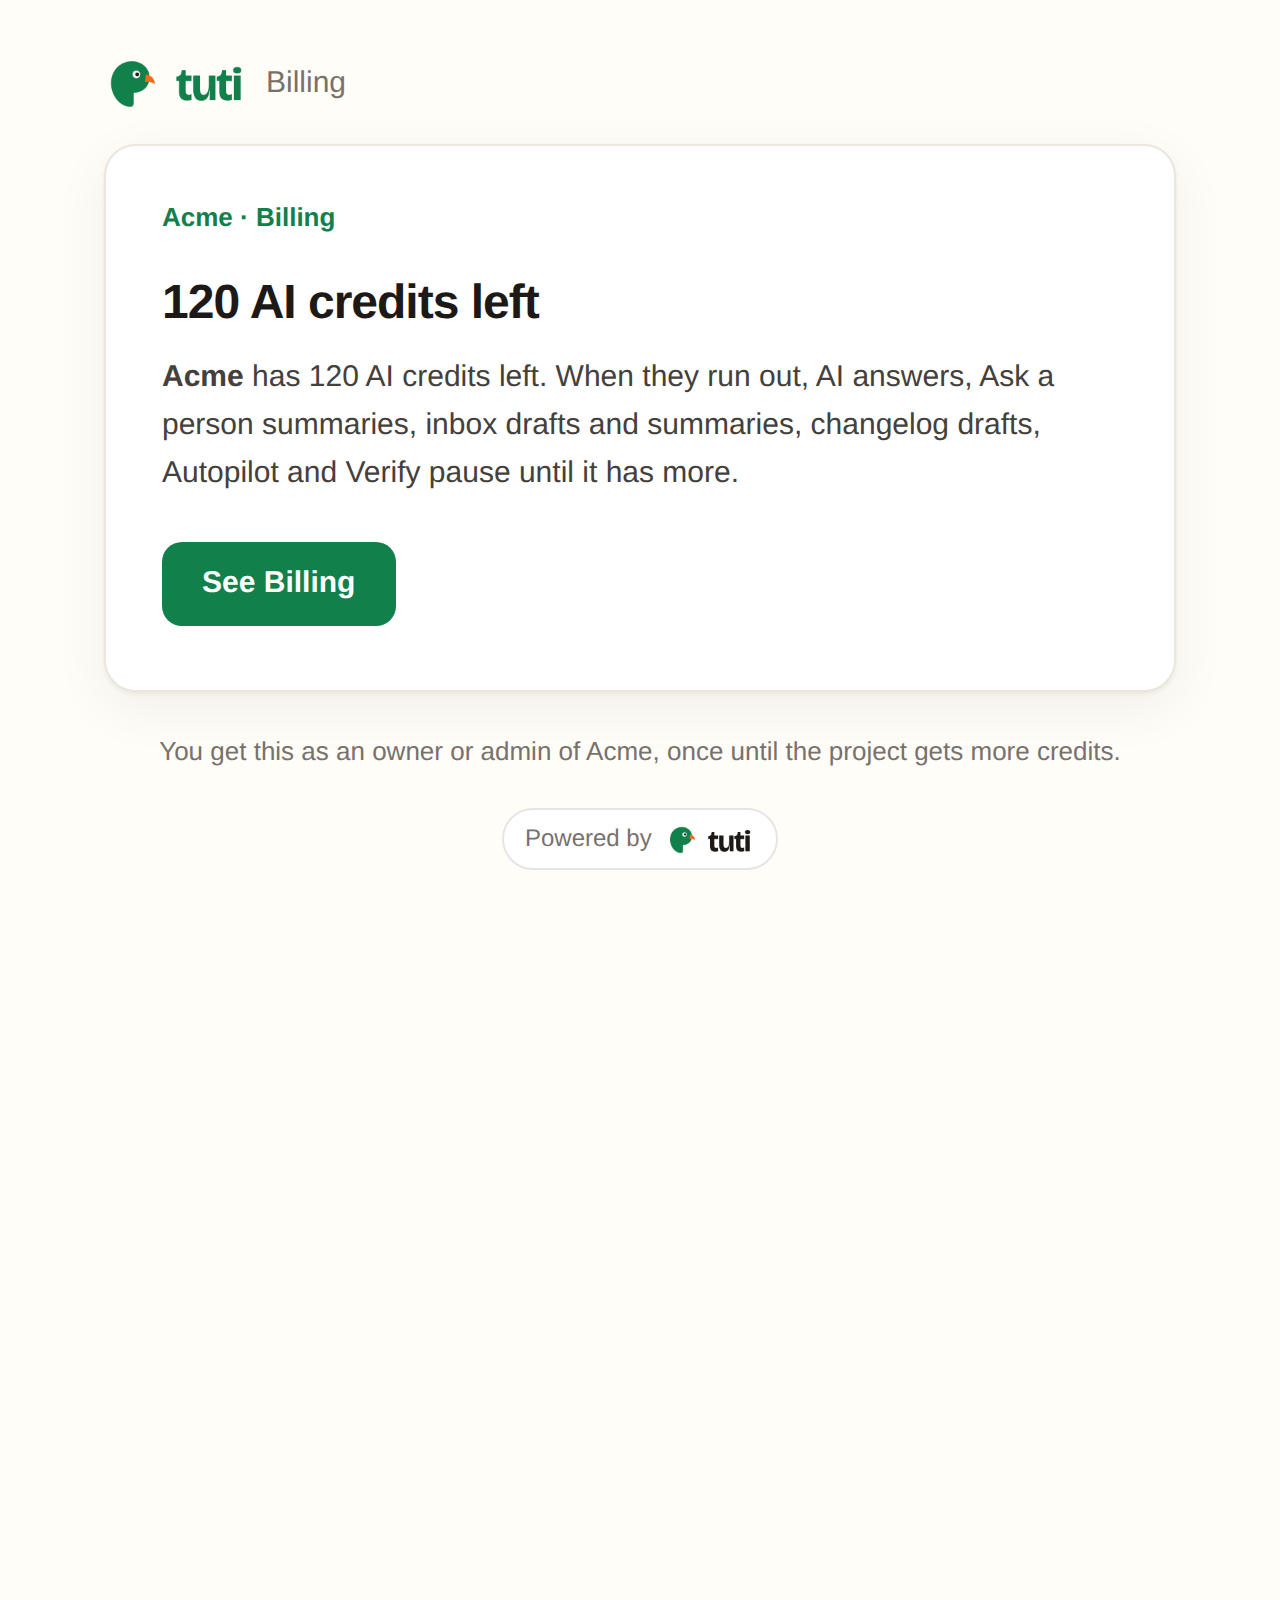 tuti Billing
Acme · Billing
120 AI credits left
Acme has 120 AI credits left. When they run out, AI answers, Ask a
person summaries, inbox drafts and summaries, changelog drafts,
Autopilot and Verify pause until it has more.
See Billing
You get this as an owner or admin of Acme, once until the project gets more credits.
Powered by tuti